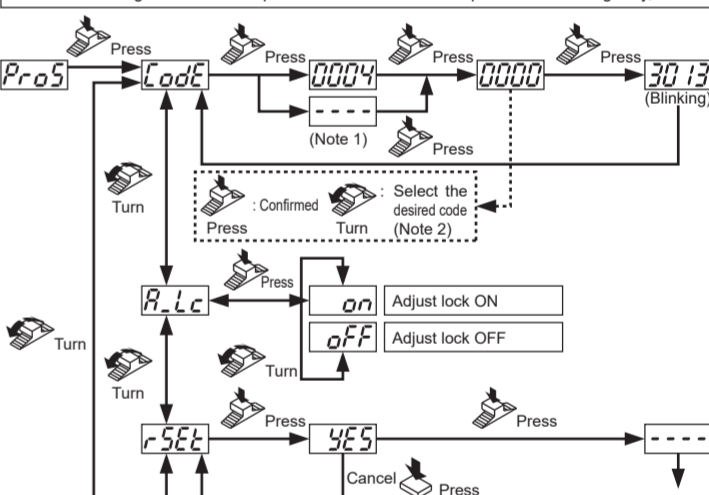 Press
Press
Press
Press
ProS
CodE
0004
0000
3013
(Blinking)
- - - -
(Note 1)
Press
Turn
: Confirmed
: Select the
desired code
(Note 2)
Press
Turn
Press
A_Lc
on
Adjust lock ON
oFF
Adjust lock OFF
Turn
Turn
Turn
Press
Press
rSEt
YES
- - - -
Cancel
Press